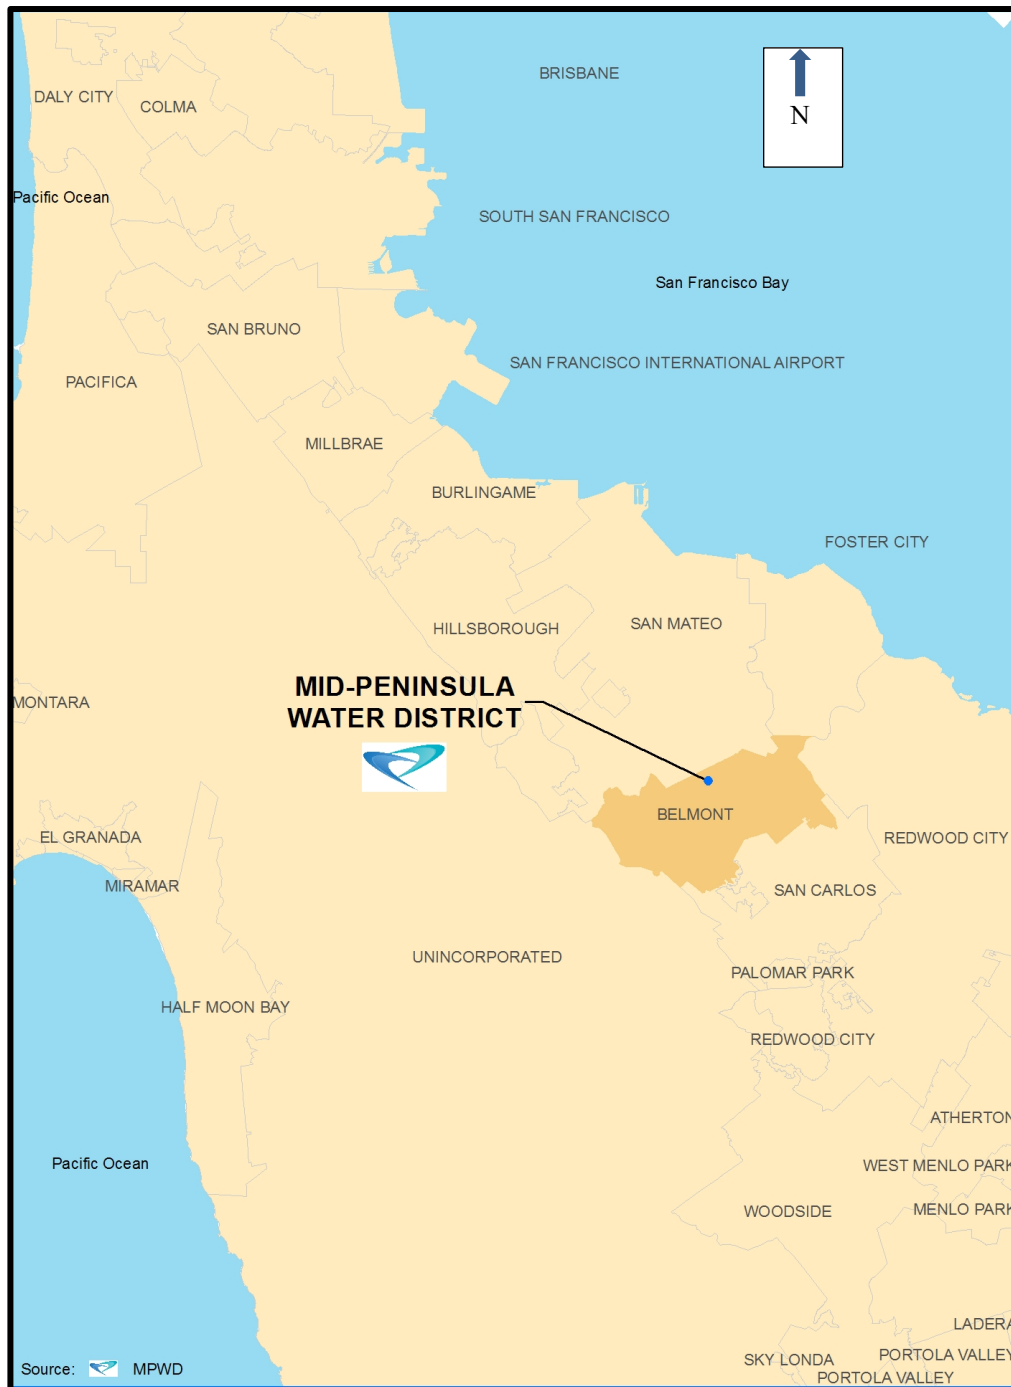 BRISBANE
N
DALY CITY
COLMA
Pacific Ocean
SOUTH SAN FRANCISCO
San Francisco Bay
SAN BRUNO
SAN FRANCISCO INTERNATIONAL AIRPORT
PACIFICA
MILLBRAE
BURLINGAME
FOSTER CITY
HILLSBOROUGH
SAN MATEO
MID-PENINSULA
WATER DISTRICT
MONTARA
BELMONT
EL GRANADA
REDWOOD CITY
MIRAMAR
SAN CARLOS
UNINCORPORATED
PALOMAR PARK
HALF MOON BAY
REDWOOD CITY
ATHERTON
Pacific Ocean
WEST MENLO PARK
WOODSIDE
MENLO PARK
LADERA
SKY LONDA
PORTOLA VALLEY
PORTOLA VALLEY
Source: MPWD